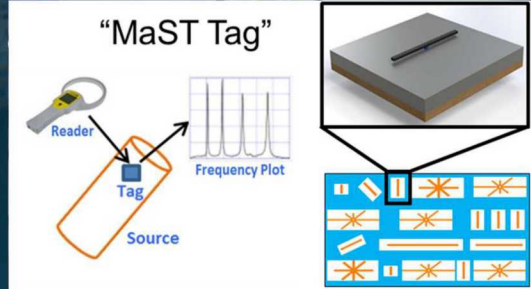 “MaST Tag”
Reader
Tag
Frequency Plot
Source